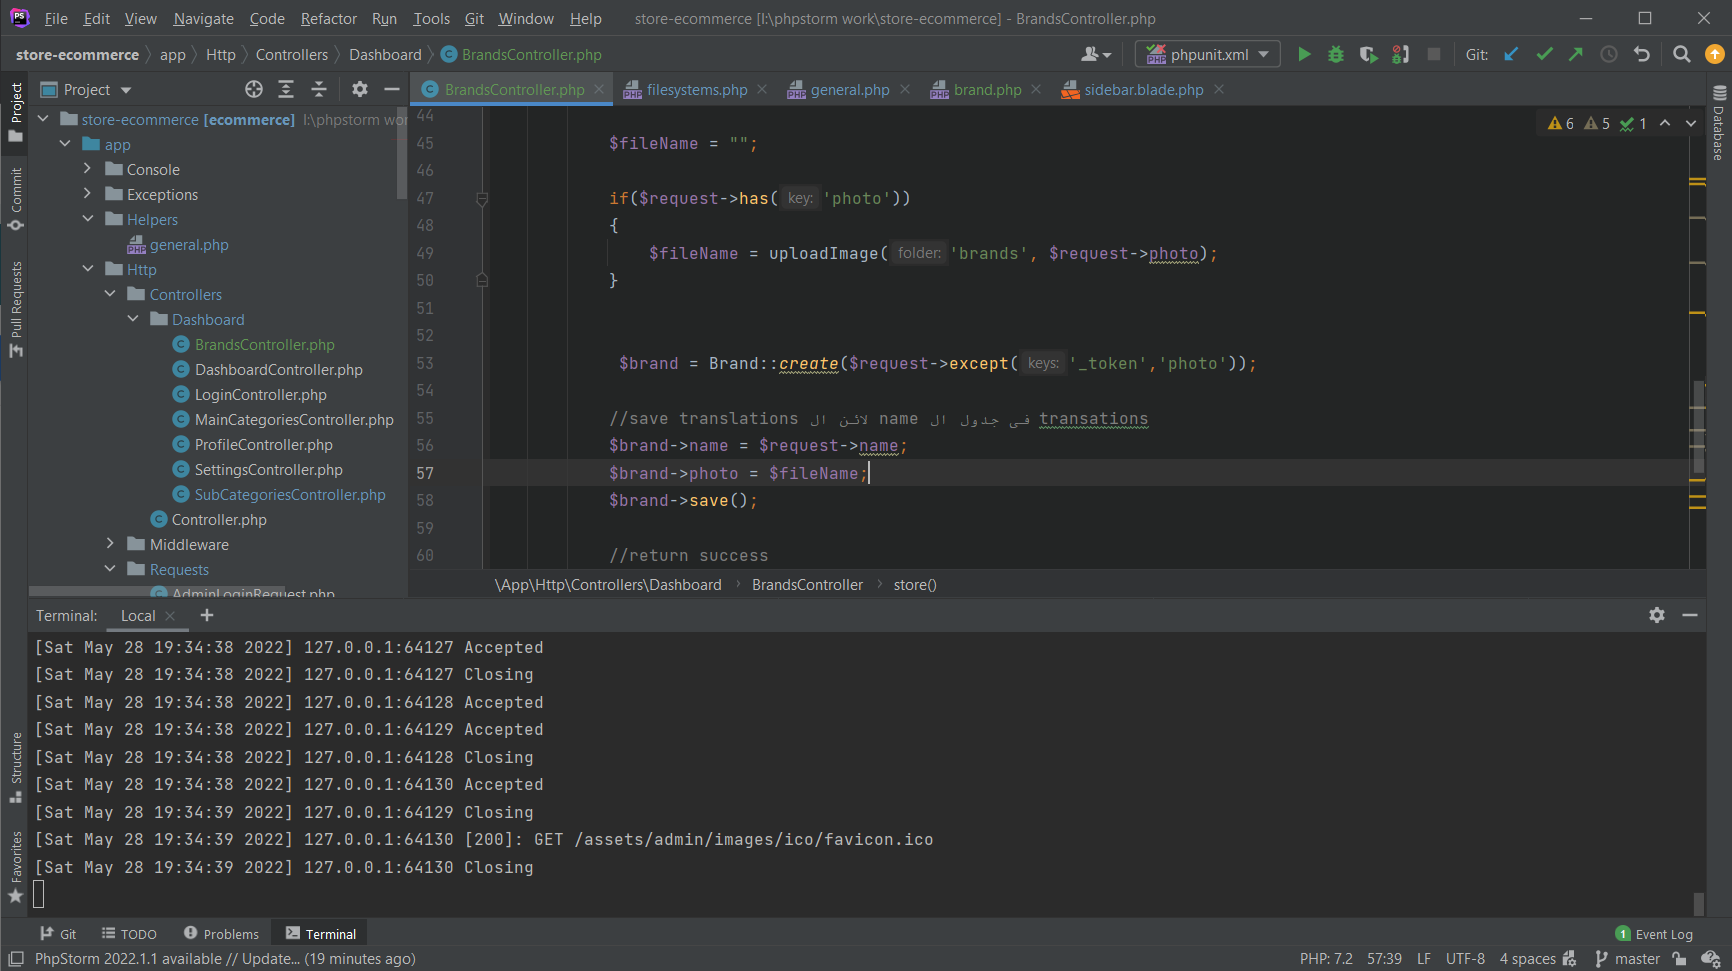 File Edit View Navigate Code Refactor Run Tools Git Window Help store-ecommerce [I:\phpstorm work\store-ecommerce] - BrandsController.php
store-ecommerce app Http Controllers Dashboard BrandsController.php phpunit.xml Git:
Project
BrandsController.php filesystems.php general.php brand.php sidebar.blade.php
Project
Commit
Pull Requests
Structure
Favorites
Database
store-ecommerce [ecommerce] I:\phpstorm wor
app
Console
Exceptions
Helpers
general.php
Http
Controllers
Dashboard
BrandsController.php
DashboardController.php
LoginController.php
MainCategoriesController.php
ProfileController.php
SettingsController.php
SubCategoriesController.php
Controller.php
Middleware
Requests
AdminLoginRequest.php
6 5 1
44
45 $fileName = "";
46
47 if($request->has( key: 'photo'))
48 {
49 $fileName = uploadImage( folder: 'brands', $request->photo);
50 }
51
52
53 $brand = Brand::create($request->except( keys: '_token','photo'));
54
55 //save translations لائن ال name فى جدول ال transations
56 $brand->name = $request->name;
57 $brand->photo = $fileName;
58 $brand->save();
59
60 //return success
\App\Http\Controllers\Dashboard BrandsController store()
Terminal: Local +
[Sat May 28 19:34:38 2022] 127.0.0.1:64127 Accepted
[Sat May 28 19:34:38 2022] 127.0.0.1:64127 Closing
[Sat May 28 19:34:38 2022] 127.0.0.1:64128 Accepted
[Sat May 28 19:34:38 2022] 127.0.0.1:64129 Accepted
[Sat May 28 19:34:38 2022] 127.0.0.1:64128 Closing
[Sat May 28 19:34:38 2022] 127.0.0.1:64130 Accepted
[Sat May 28 19:34:39 2022] 127.0.0.1:64129 Closing
[Sat May 28 19:34:39 2022] 127.0.0.1:64130 [200]: GET /assets/admin/images/ico/favicon.ico
[Sat May 28 19:34:39 2022] 127.0.0.1:64130 Closing
Git TODO Problems Terminal 1 Event Log
PhpStorm 2022.1.1 available // Update... (19 minutes ago) PHP: 7.2 57:39 LF UTF-8 4 spaces master